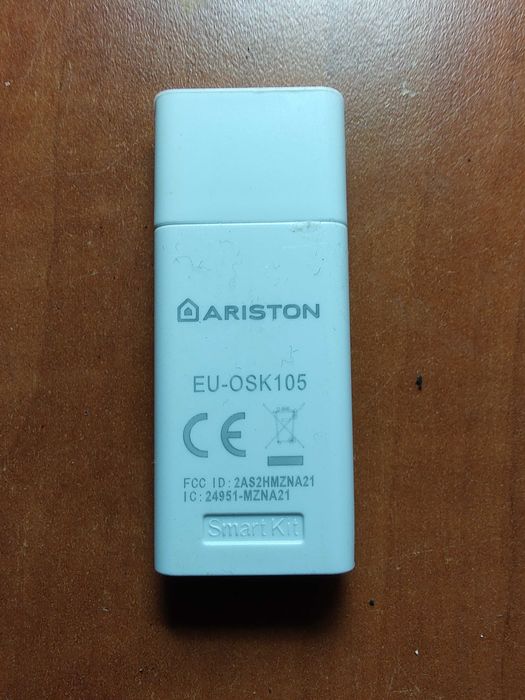 ARISTON
EU-OSK105
CE
FCC ID: 2AS2HMZNA21
IC: 24951-MZNA21
Smart Kit